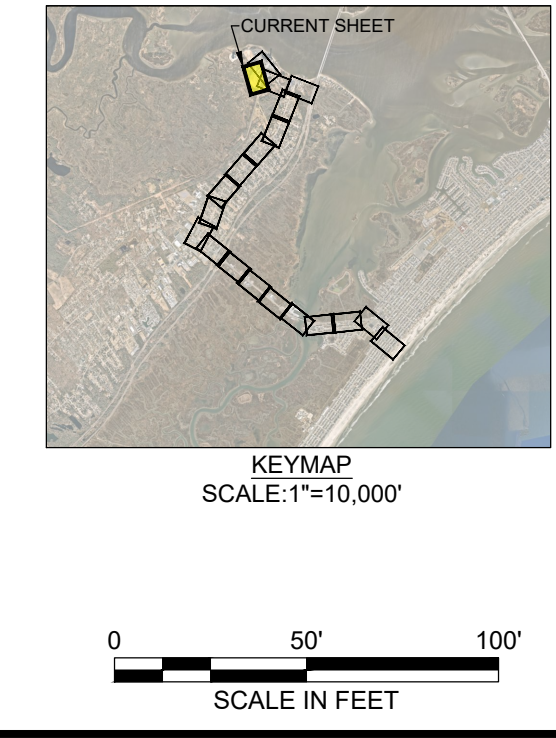 CURRENT SHEET
KEYMAP
SCALE:1"=10,000'
0 50' 100'
SCALE IN FEET